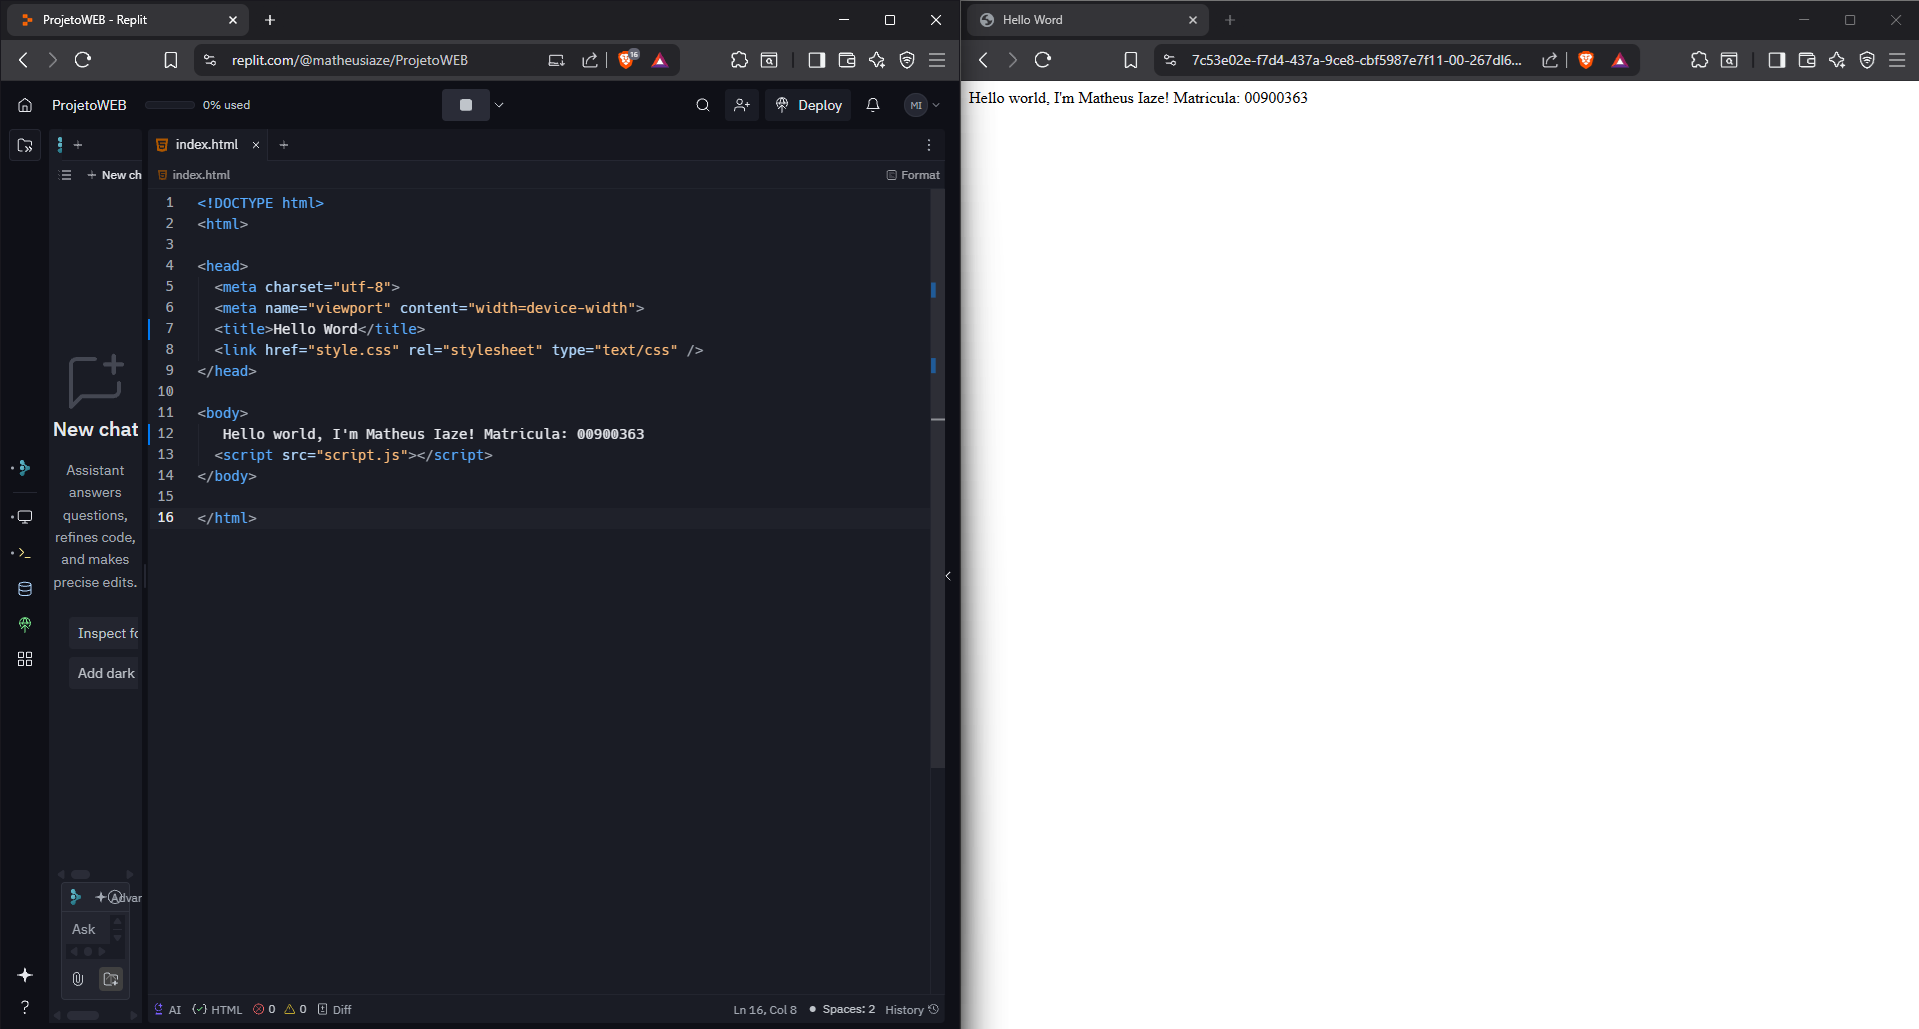 ProjetoWEB - Replit
replit.com/@matheusiaze/ProjetoWEB
16
ProjetoWEB
0% used
Deploy
MI
New ch
New chat
Assistant
answers
questions,
refines code,
and makes
precise edits.
Inspect fo
Add dark
Advar
Ask
index.html
index.html
Format
1 <!DOCTYPE html>
2 <html>
3
4 <head>
5 <meta charset="utf-8">
6 <meta name="viewport" content="width=device-width">
7 <title>Hello Word</title>
8 <link href="style.css" rel="stylesheet" type="text/css" />
9 </head>
10
11 <body>
12 Hello world, I'm Matheus Iaze! Matricula: 00900363
13 <script src="script.js"></script>
14 </body>
15
16 </html>
AI HTML 0 0 Diff
Ln 16, Col 8 Spaces: 2 History
Hello Word
7c53e02e-f7d4-437a-9ce8-cbf5987e7f11-00-267dl6...
Hello world, I'm Matheus Iaze! Matricula: 00900363